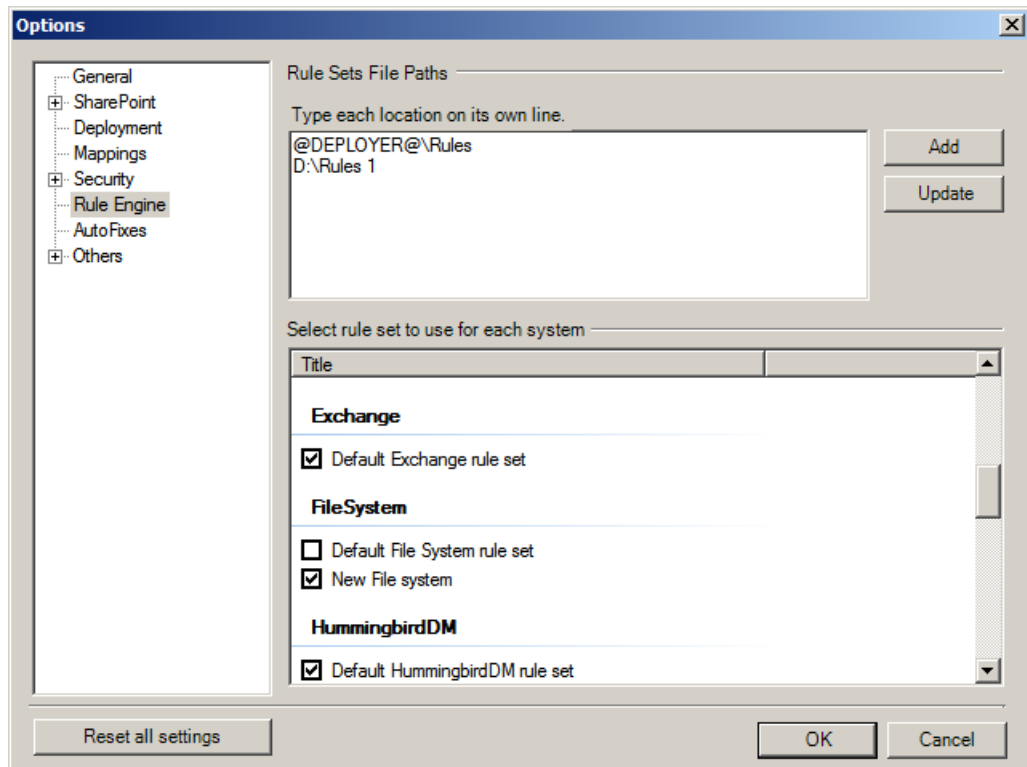 Options
General
SharePoint
Deployment
Mappings
Security
Rule Engine
AutoFixes
Others
Rule Sets File Paths
Type each location on its own line.
@DEPLOYER@\Rules
D:\Rules 1
Add
Update
Select rule set to use for each system
Title
Exchange
Default Exchange rule set
FileSystem
Default File System rule set
New File system
HummingbirdDM
Default HummingbirdDM rule set
Reset all settings
OK
Cancel